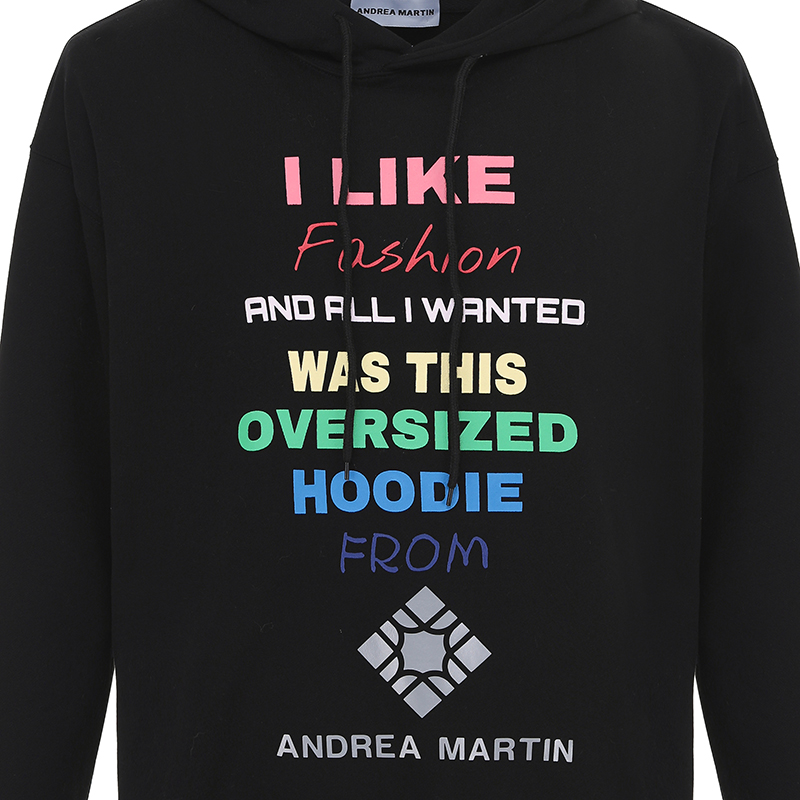 ANDREA MARTIN
I LIKE
Fashion
AND ALL I WANTED
WAS THIS
OVERSIZED
HOODIE
FROM
ANDREA MARTIN